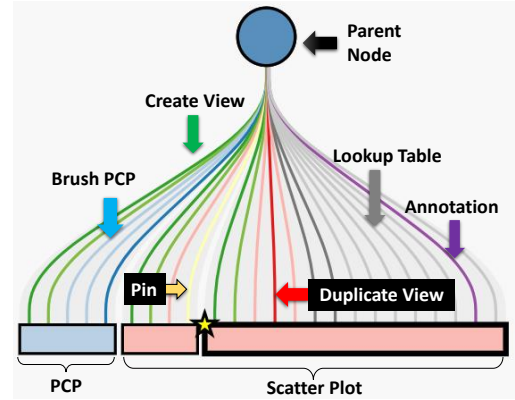 Parent
Node
Create View
Lookup Table
Brush PCP
Annotation
Pin
Duplicate View
PCP
Scatter Plot